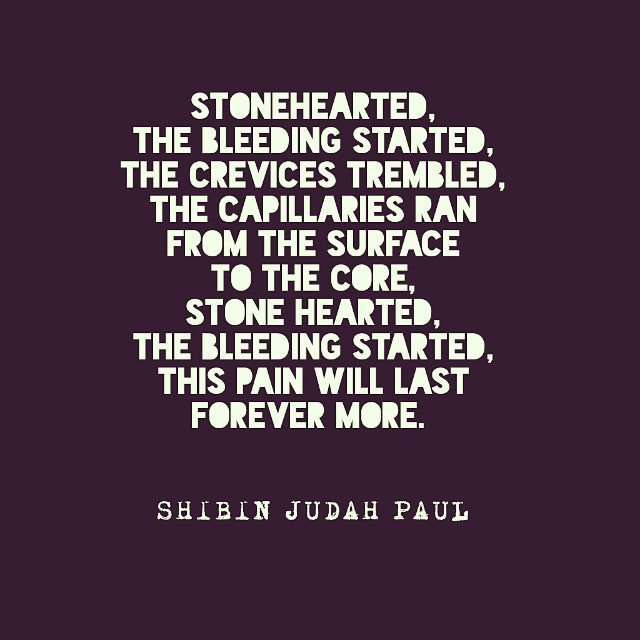 STONEHEARTED,
THE BLEEDING STARTED,
THE CREVICES TREMBLED,
THE CAPILLARIES RAN
FROM THE SURFACE
TO THE CORE,
STONE HEARTED,
THE BLEEDING STARTED,
THIS PAIN WILL LAST
FOREVER MORE.
SHIBIN JUDAH PAUL